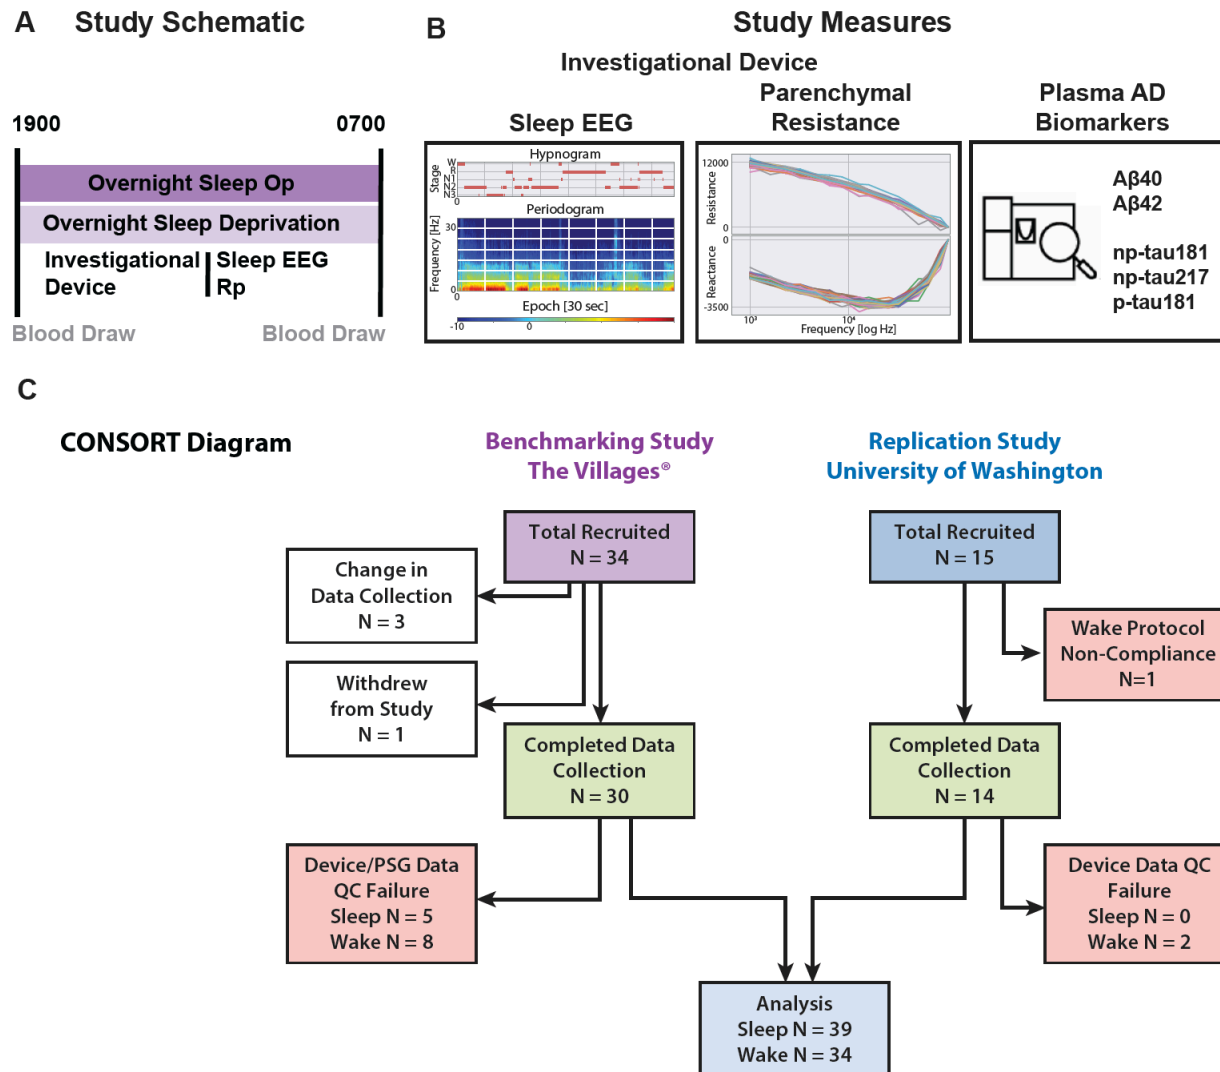 A Study Schematic
1900 0700
Overnight Sleep Op
Overnight Sleep Deprivation
Investigational Device
Sleep EEG
Rp
Blood Draw Blood Draw
B Study Measures
Investigational Device
Sleep EEG
Hypnogram
Stage
W
R
N1
N2
N3
0
Periodogram
Frequency [Hz]
30
0
0
Epoch [30 sec]
-10 0
Parenchymal
Resistance
12000
Resistance
0
0
Reactance
-3500
10³ 10⁴
Frequency [log Hz]
Plasma AD
Biomarkers
Aβ40
Aβ42
np-tau181
np-tau217
p-tau181
C
CONSORT Diagram
Benchmarking Study
The Villages®
Replication Study
University of Washington
Total Recruited
N = 34
Total Recruited
N = 15
Change in
Data Collection
N = 3
Wake Protocol
Non-Compliance
N=1
Withdrew
from Study
N = 1
Completed Data
Collection
N = 30
Completed Data
Collection
N = 14
Device/PSG Data
QC Failure
Sleep N = 5
Wake N = 8
Device Data QC
Failure
Sleep N = 0
Wake N = 2
Analysis
Sleep N = 39
Wake N = 34